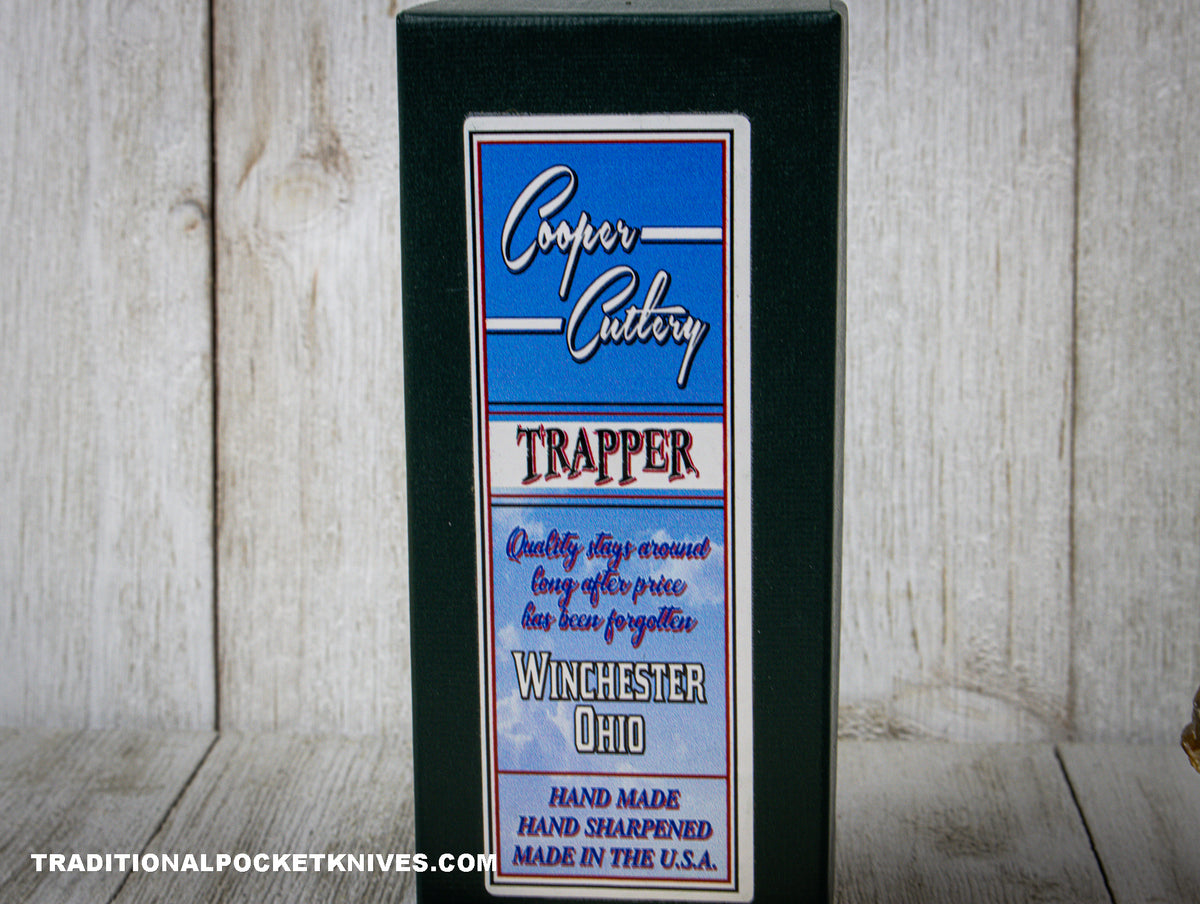 Cooper
Cutlery
TRAPPER
Quality stays around
long after price
has been forgotten
WINCHESTER
OHIO
HAND MADE
HAND SHARPENED
MADE IN THE U.S.A.
TRADITIONALPOCKETKNIVES.COM